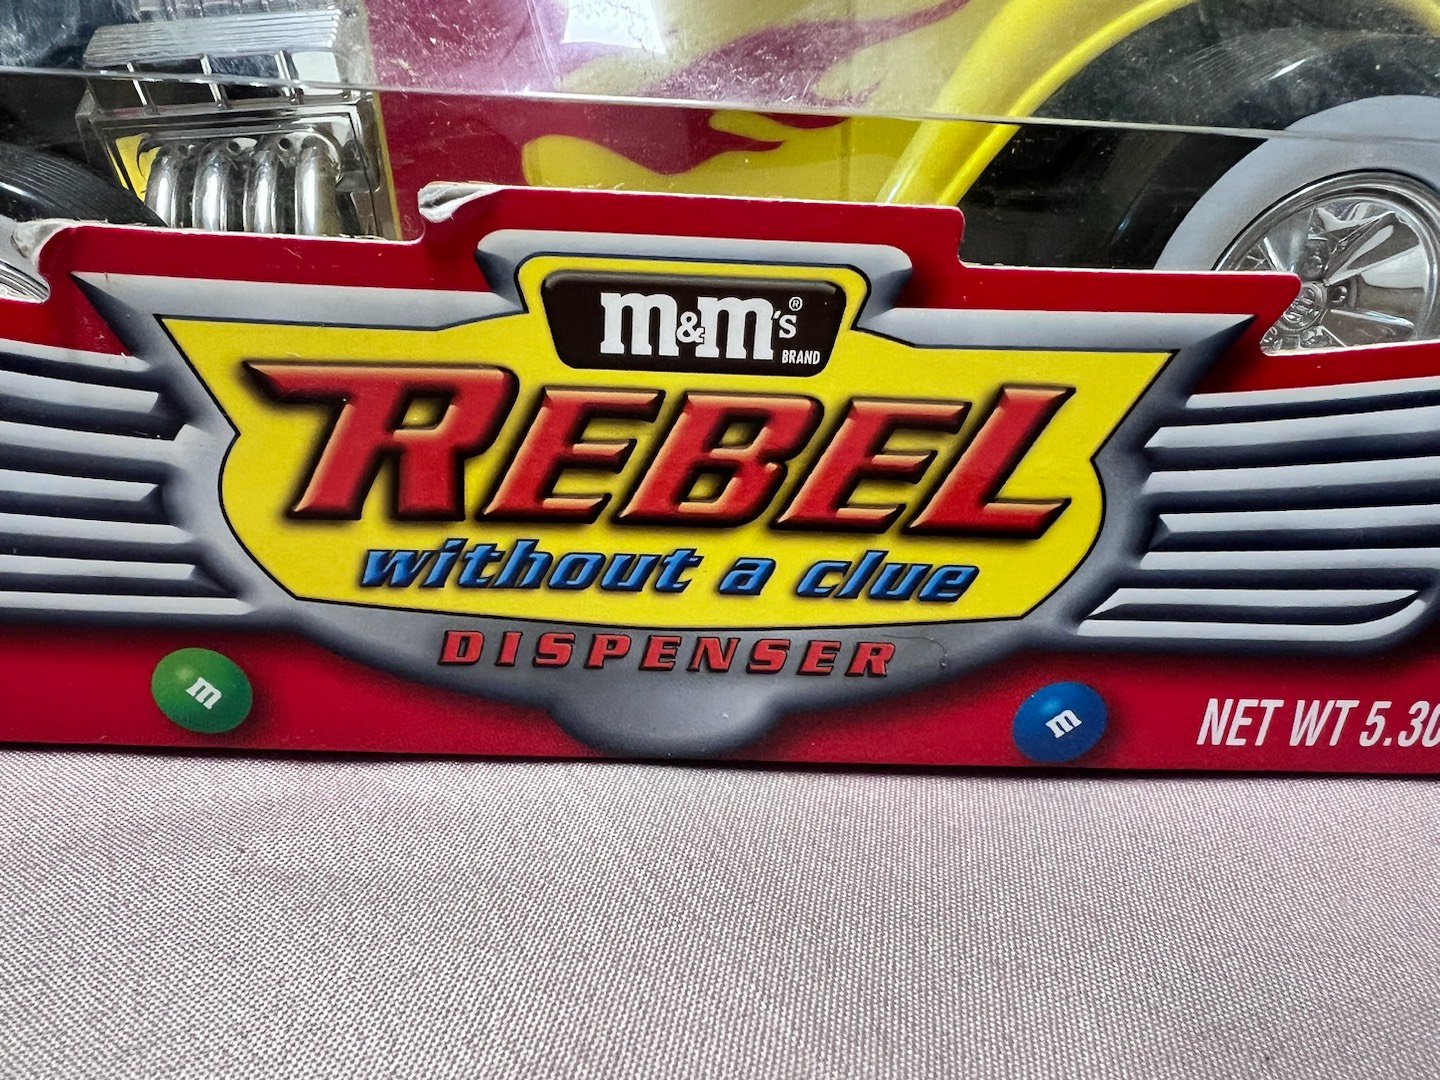 m&m's® BRAND
REBEL
without a clue
DISPENSER
m
m
NET WT 5.30